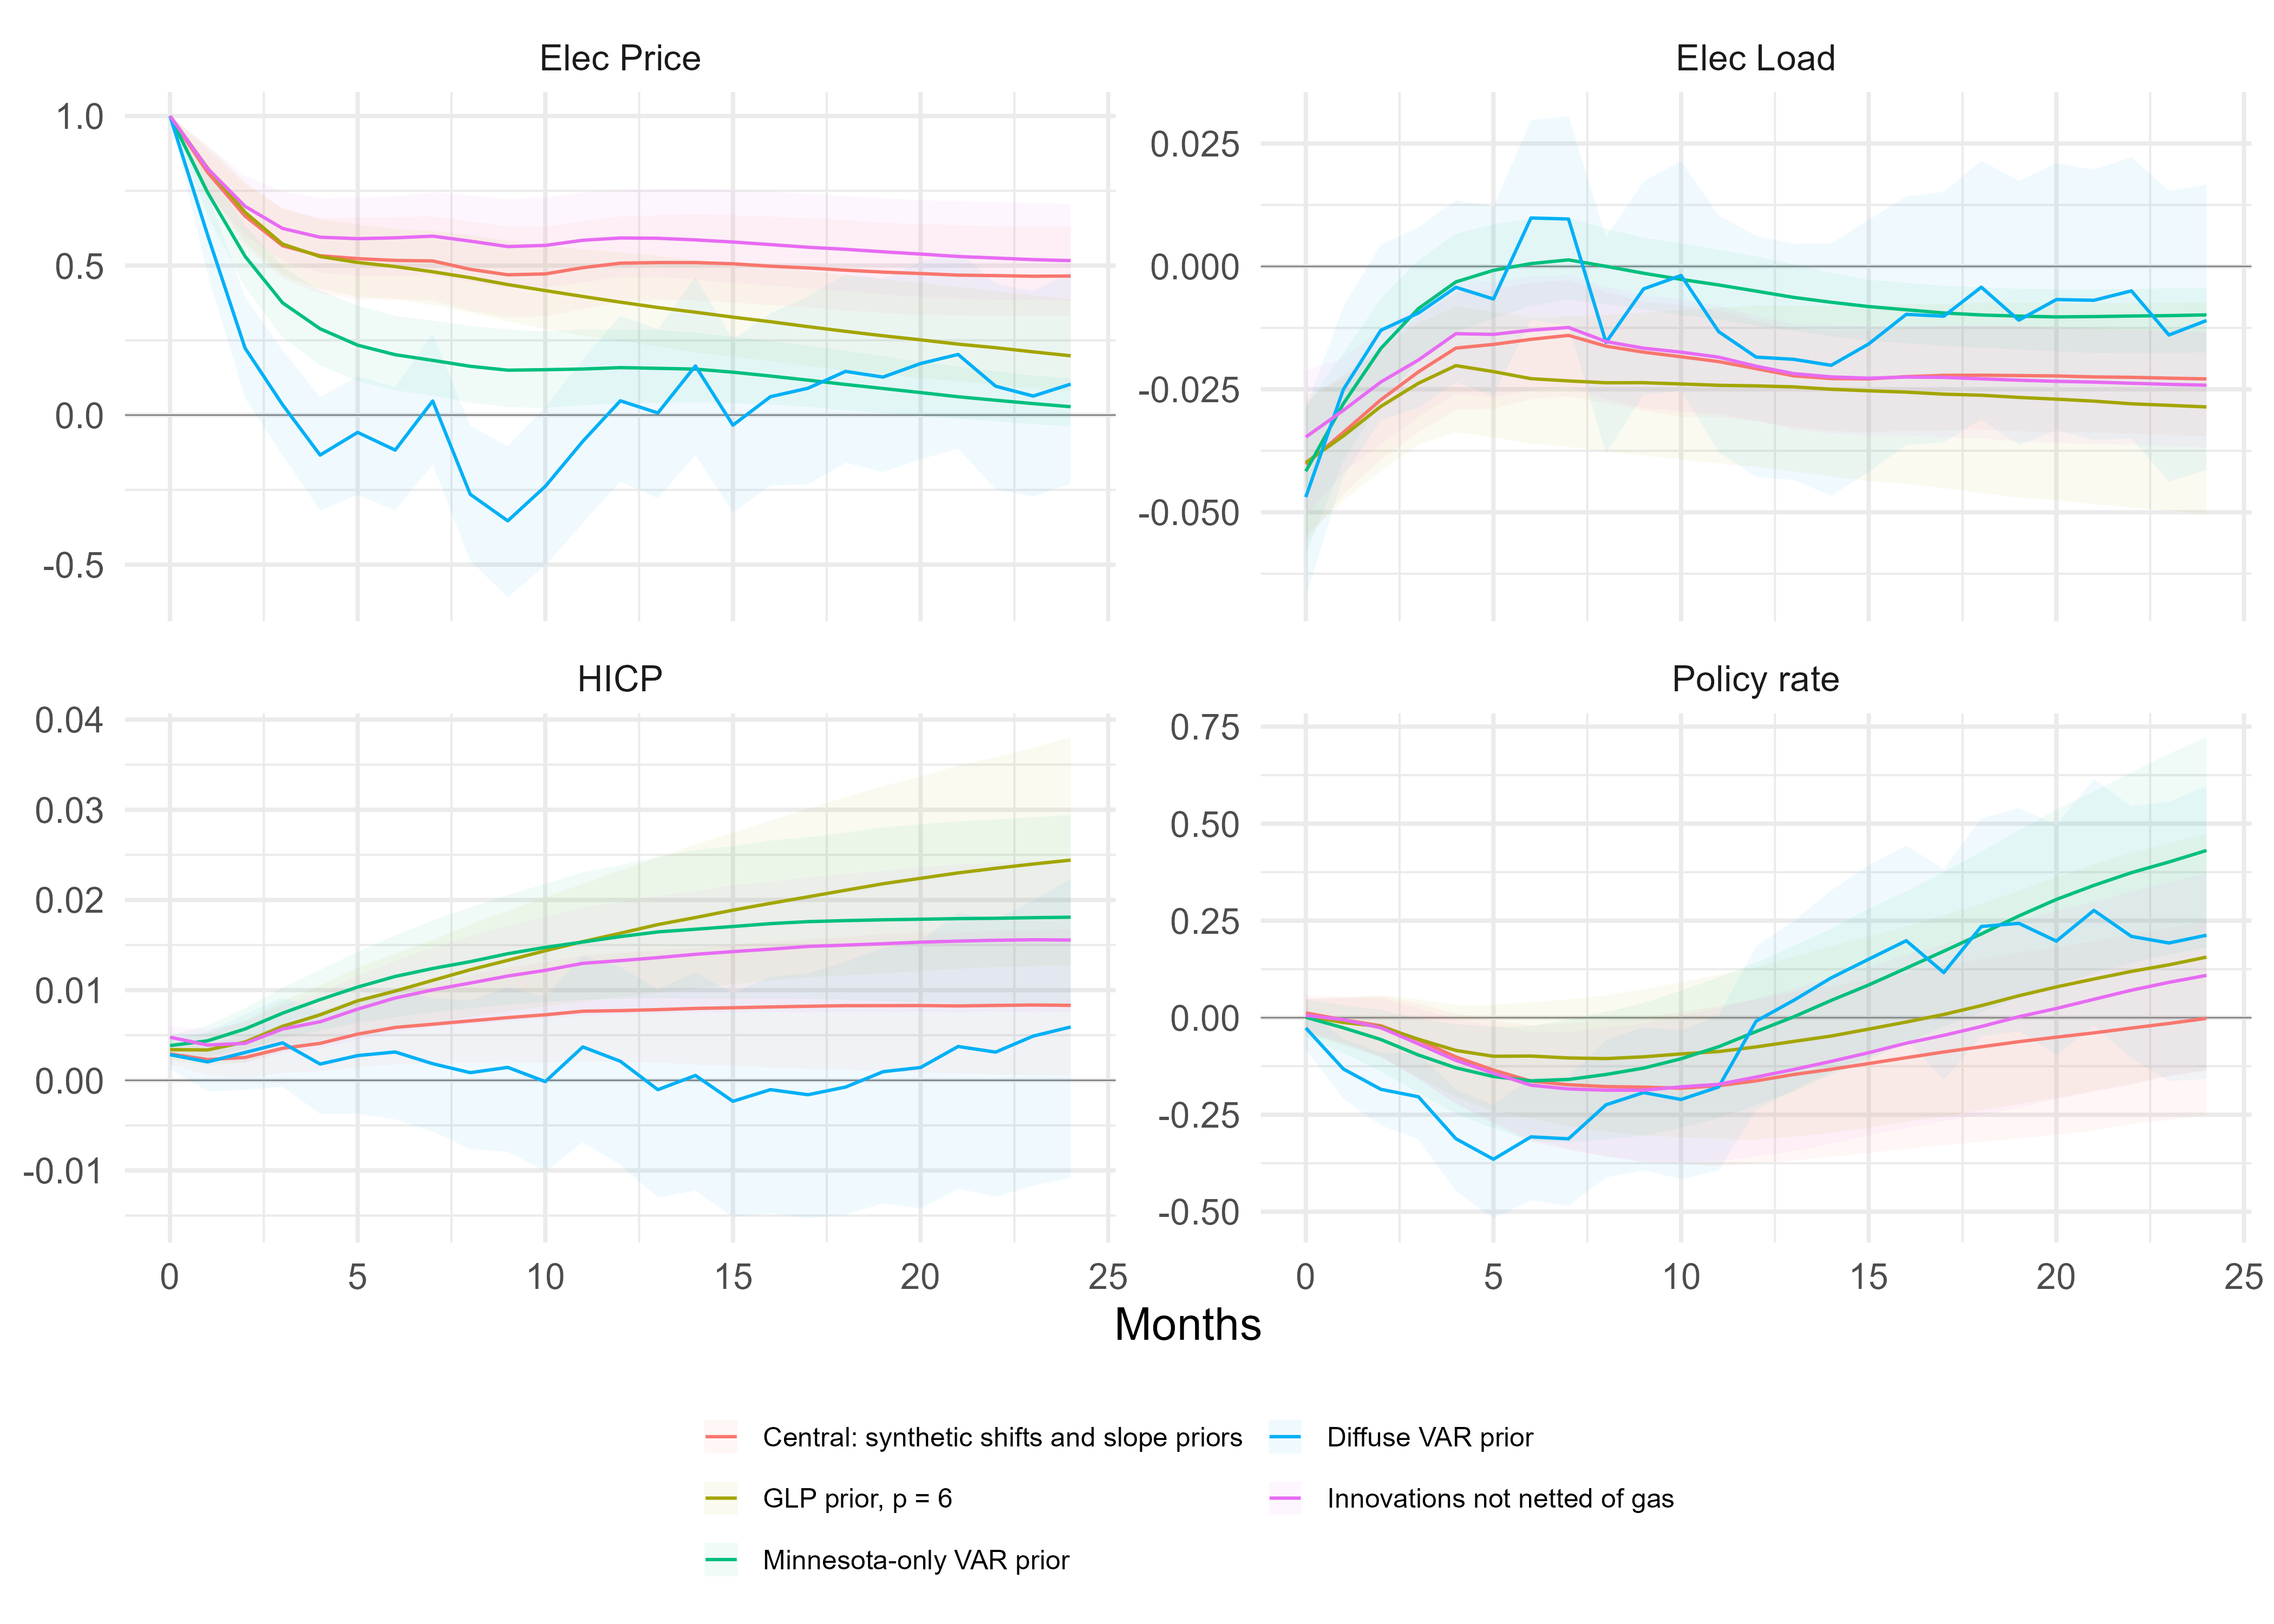 Elec Price
1.0
0.5
0.0
-0.5
Elec Load
0.025
0.000
-0.025
-0.050
HICP
0.04
0.03
0.02
0.01
0.00
-0.01
0 5 10 15 20 25
Policy rate
0.75
0.50
0.25
0.00
-0.25
-0.50
0 5 10 15 20 25
Months
Central: synthetic shifts and slope priors
GLP prior, p = 6
Minnesota-only VAR prior
Diffuse VAR prior
Innovations not netted of gas